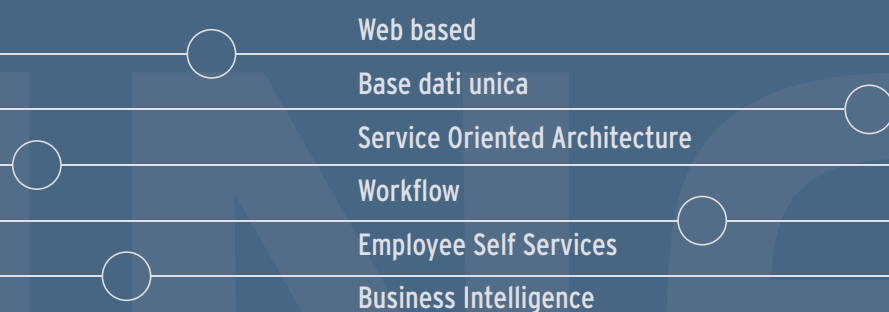 Web based
Base dati unica
Service Oriented Architecture
Workflow
Employee Self Services
Business Intelligence